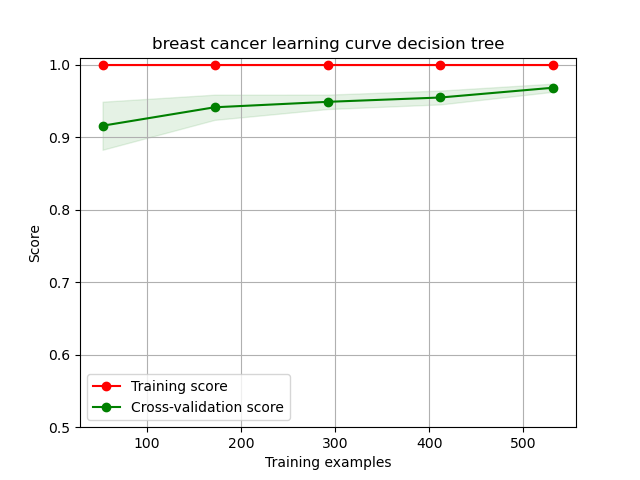 breast cancer learning curve decision tree
1.0
0.9
0.8
0.7
0.6
0.5
Score
Training score
Cross-validation score
100 200 300 400 500
Training examples